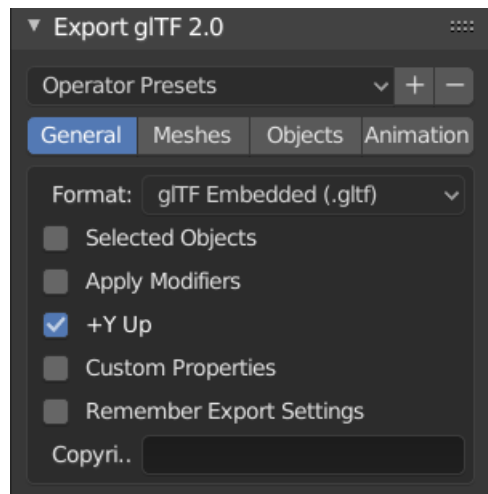 Export glTF 2.0
Operator Presets
General Meshes Objects Animation
Format: glTF Embedded (.gltf)
Selected Objects
Apply Modifiers
+Y Up
Custom Properties
Remember Export Settings
Copyri..